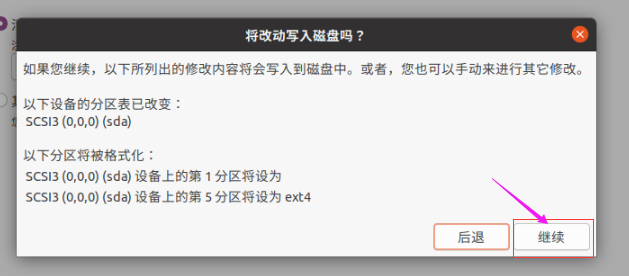 将改动写入磁盘吗？
如果您继续，以下所列出的修改内容将会写入到磁盘中。或者，您也可以手动来进行其它修改。
以下设备的分区表已改变：
SCSI3 (0,0,0) (sda)
以下分区将被格式化：
SCSI3 (0,0,0) (sda) 设备上的第 1 分区将设为
SCSI3 (0,0,0) (sda) 设备上的第 5 分区将设为 ext4
后退
继续